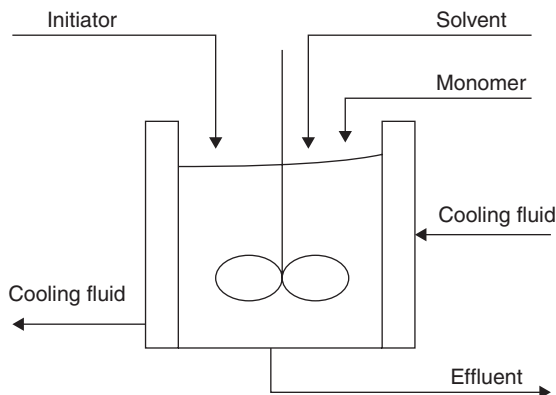 Initiator
Solvent
Monomer
Cooling fluid
Cooling fluid
Effluent